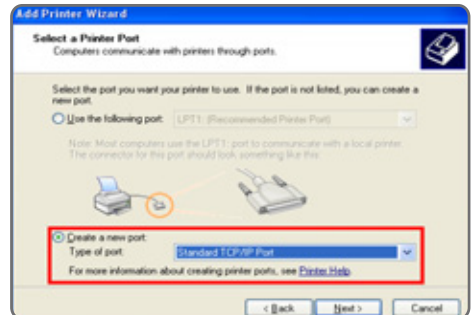 Add Printer Wizard
Select a Printer Port
Computers communicate with printers through ports.
Select the port you want your printer to use. If the port is not listed, you can create a
new port.
Use the following port: LPT1: (Recommended Printer Port)
Note: Most computers use the LPT1: port to communicate with a local printer.
The connector for this port should look something like this:
Create a new port:
Type of port: Standard TCP/IP Port
For more information about creating printer ports, see Printer Help.
< Back Next > Cancel